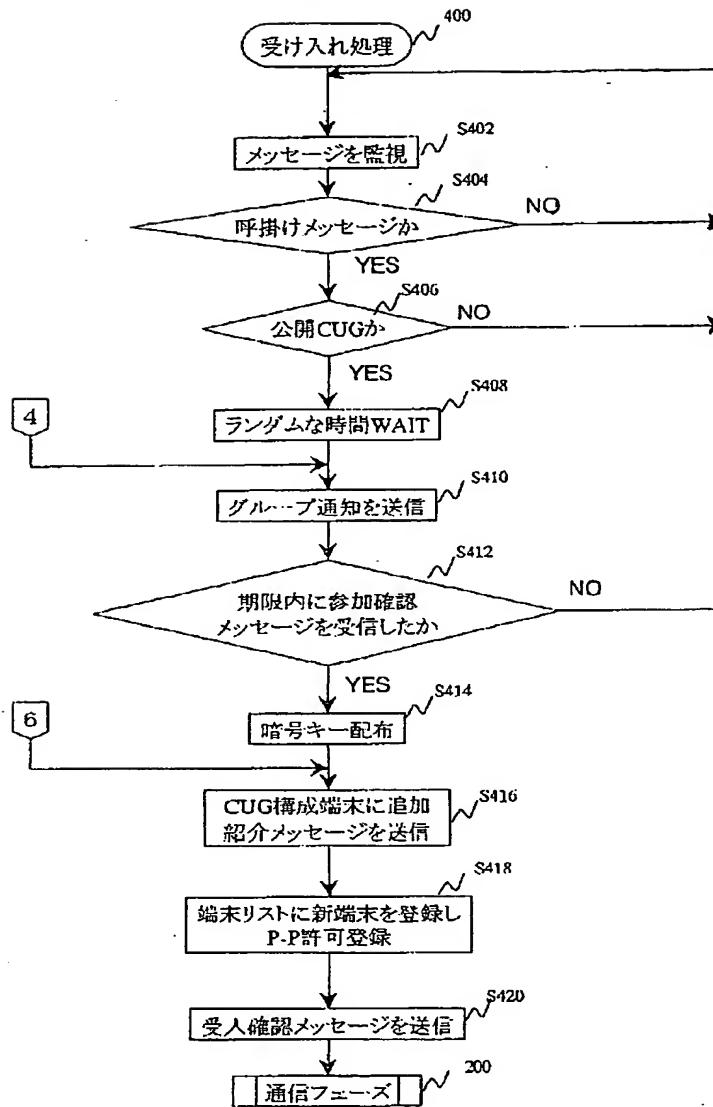 受け入れ処理
400
S402
メッセージを監視
S404
呼掛けメッセージか
NO
YES
S406
公開CUGか
NO
YES
S408
4
ランダムな時間WAIT
S410
グループ通知を送信
S412
NO
期限内に参加確認
メッセージを受信したか
YES
S414
6
暗号キー配布
S416
CUG構成端末に追加
紹介メッセージを送信
S418
端末リストに新端末を登録し
P-P許可登録
S420
受入確認メッセージを送信
200
通信フェーズ